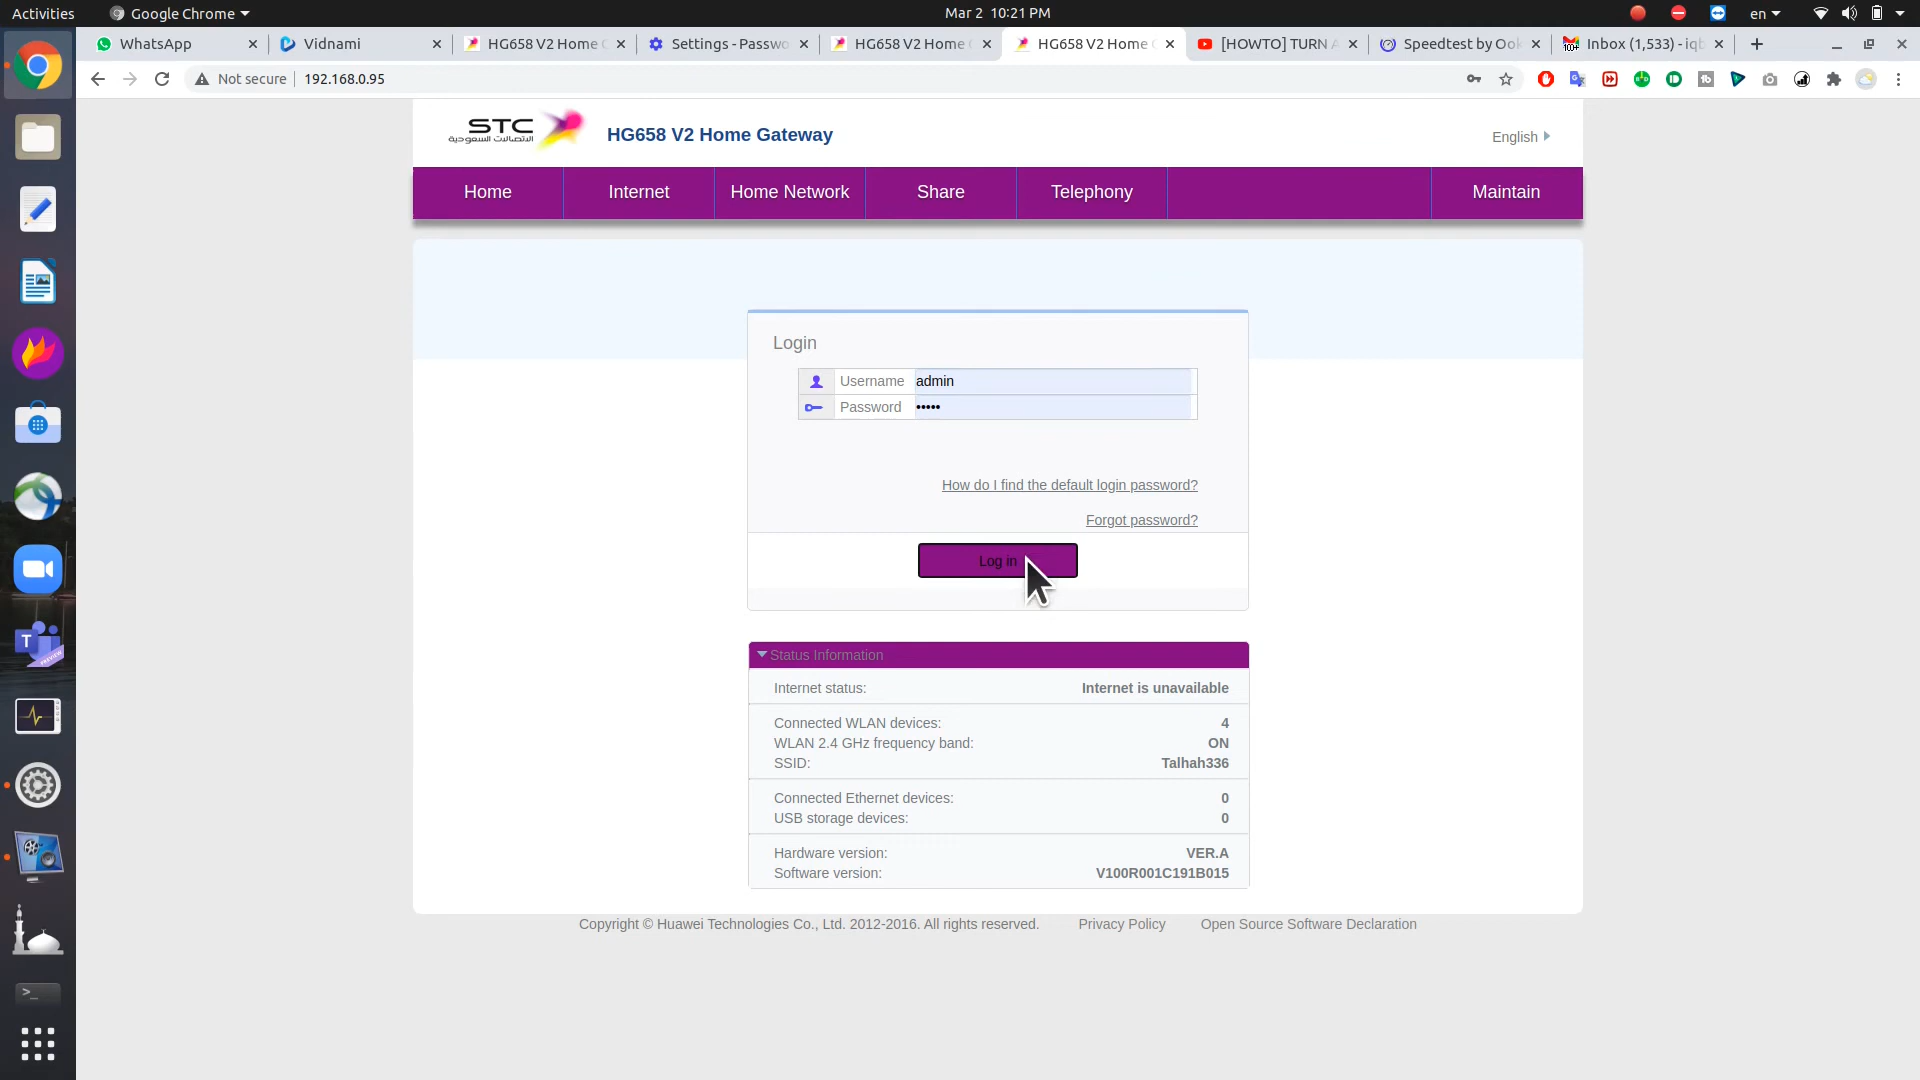 Activities
Google Chrome
Mar 2 10:21 PM
en
WhatsApp
Vidnami
HG658 V2 Home
Settings - Passwo
HG658 V2 Home
HG658 V2 Home
[HOWTO] TURN A
Speedtest by Ook
Inbox (1,533) - iqb
Not secure
192.168.0.95
STC
الاتصالات السعودية
HG658 V2 Home Gateway
English
Home
Internet
Home Network
Share
Telephony
Maintain
Login
Username
admin
Password
•••••
How do I find the default login password?
Forgot password?
Log in
Status Information
Internet status:
Internet is unavailable
Connected WLAN devices:
4
WLAN 2.4 GHz frequency band:
ON
SSID:
Talhah336
Connected Ethernet devices:
0
USB storage devices:
0
Hardware version:
VER.A
Software version:
V100R001C191B015
Copyright © Huawei Technologies Co., Ltd. 2012-2016. All rights reserved.
Privacy Policy
Open Source Software Declaration